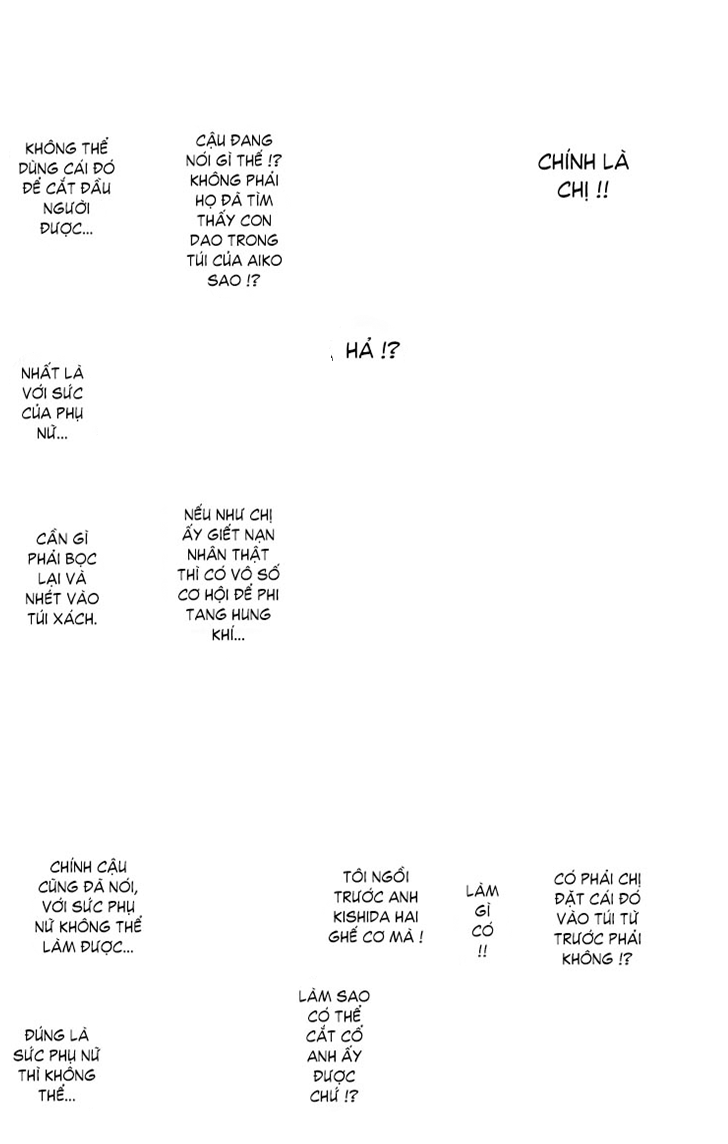 CHÍNH LÀ
CHỊ !!
HẢ !?
CẬU ĐANG
NÓI GÌ THẾ !?
KHÔNG PHẢI
HỌ ĐÃ TÌM
THẤY CON
DAO TRONG
TÚI CỦA AIKO
SAO !?
KHÔNG THỂ
DÙNG CÁI ĐÓ
ĐỂ CẮT ĐẦU
NGƯỜI
ĐƯỢC...
NHẤT LÀ
VỚI SỨC
CỦA PHỤ
NỮ...
NẾU NHƯ CHỊ
ẤY GIẾT NẠN
NHÂN THẬT
THÌ CÓ VÔ SỐ
CƠ HỘI ĐỂ PHI
TANG HUNG
KHÍ...
CẦN GÌ
PHẢI BỌC
LẠI VÀ
NHÉT VÀO
TÚI XÁCH.
CÓ PHẢI CHỊ
ĐẶT CÁI ĐÓ
VÀO TÚI TỪ
TRƯỚC PHẢI
KHÔNG !?
LÀM
GÌ
CÓ
!!
TÔI NGỒI
TRƯỚC ANH
KISHIDA HAI
GHẾ CƠ MÀ !
LÀM SAO
CÓ THỂ
CẮT CỔ
ANH ẤY
ĐƯỢC
CHỨ !?
CHÍNH CẬU
CŨNG ĐÃ NÓI,
VỚI SỨC PHỤ
NỮ KHÔNG THỂ
LÀM ĐƯỢC...
ĐÚNG LÀ
SỨC PHỤ NỮ
THÌ KHÔNG
THỂ...